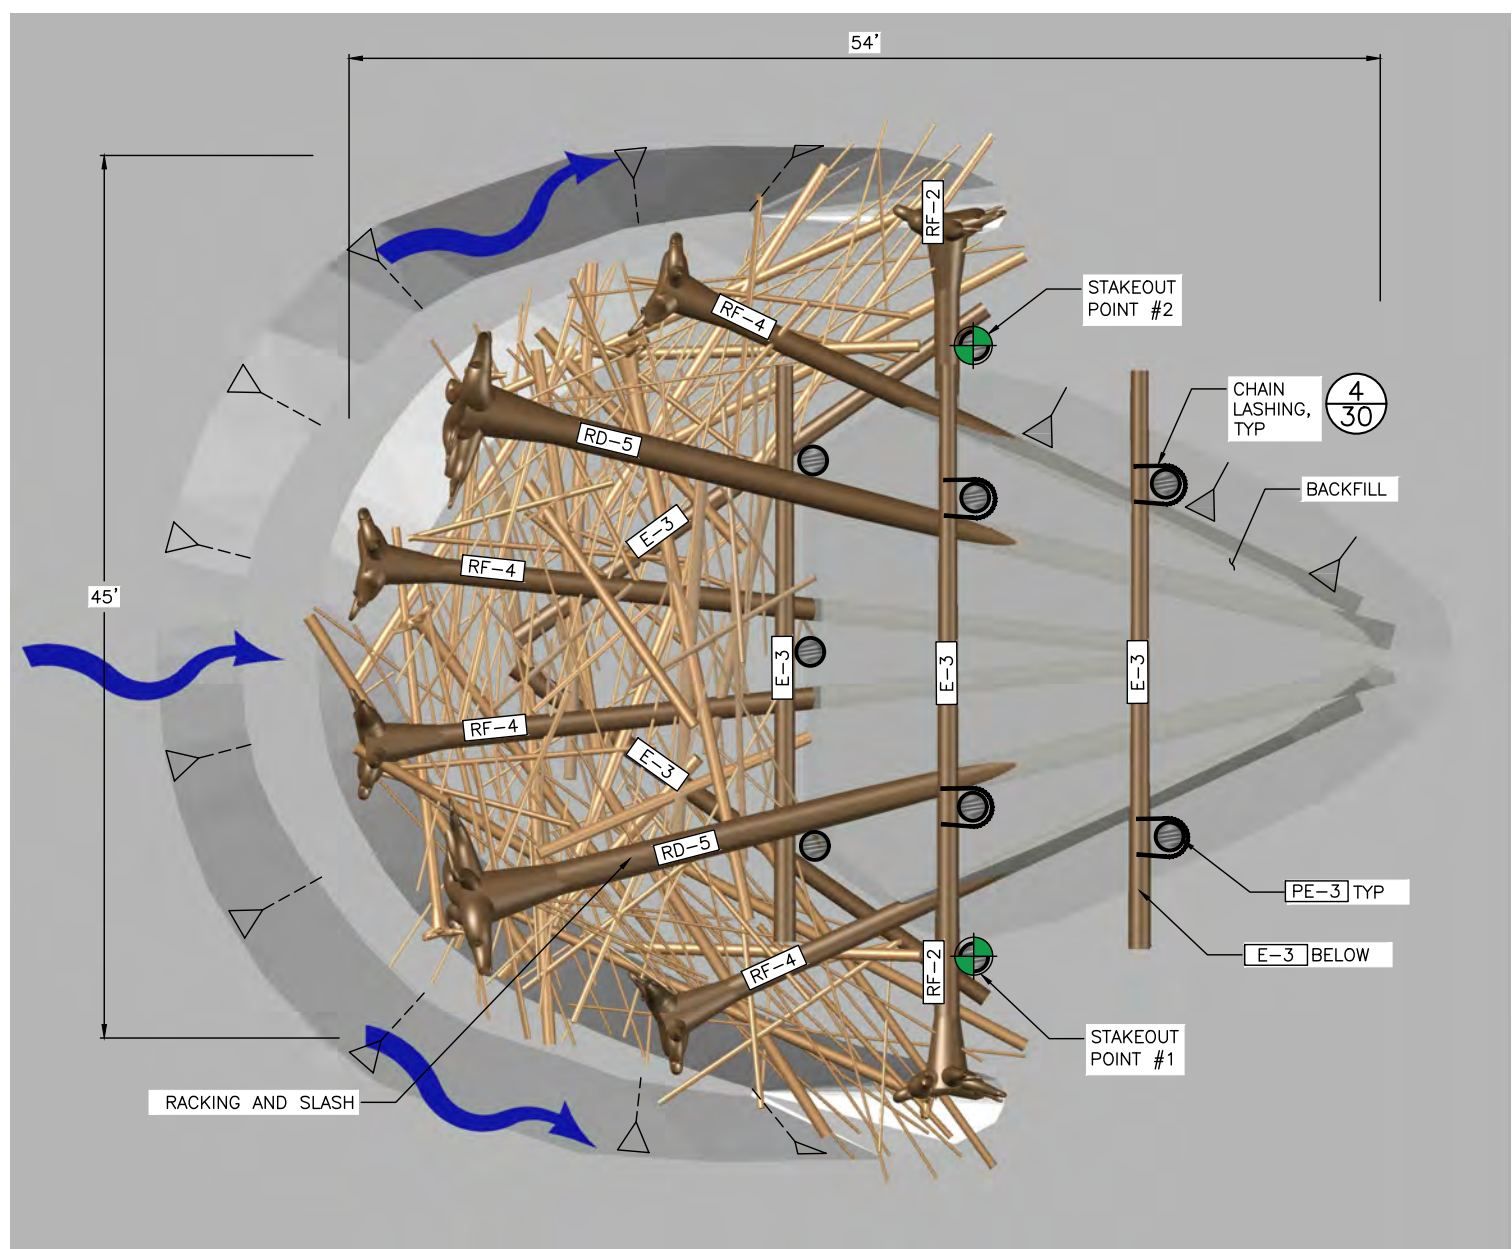 54'
RF-2
STAKEOUT
POINT #2
RF-4
CHAIN
LASHING,
TYP
4
30
RD-5
BACKFILL
E-3
RF-4
45'
E-3
E-3
E-3
RF-4
E-3
RD-5
PE-3 TYP
RF-4
RF-2
E-3 BELOW
STAKEOUT
POINT #1
RACKING AND SLASH